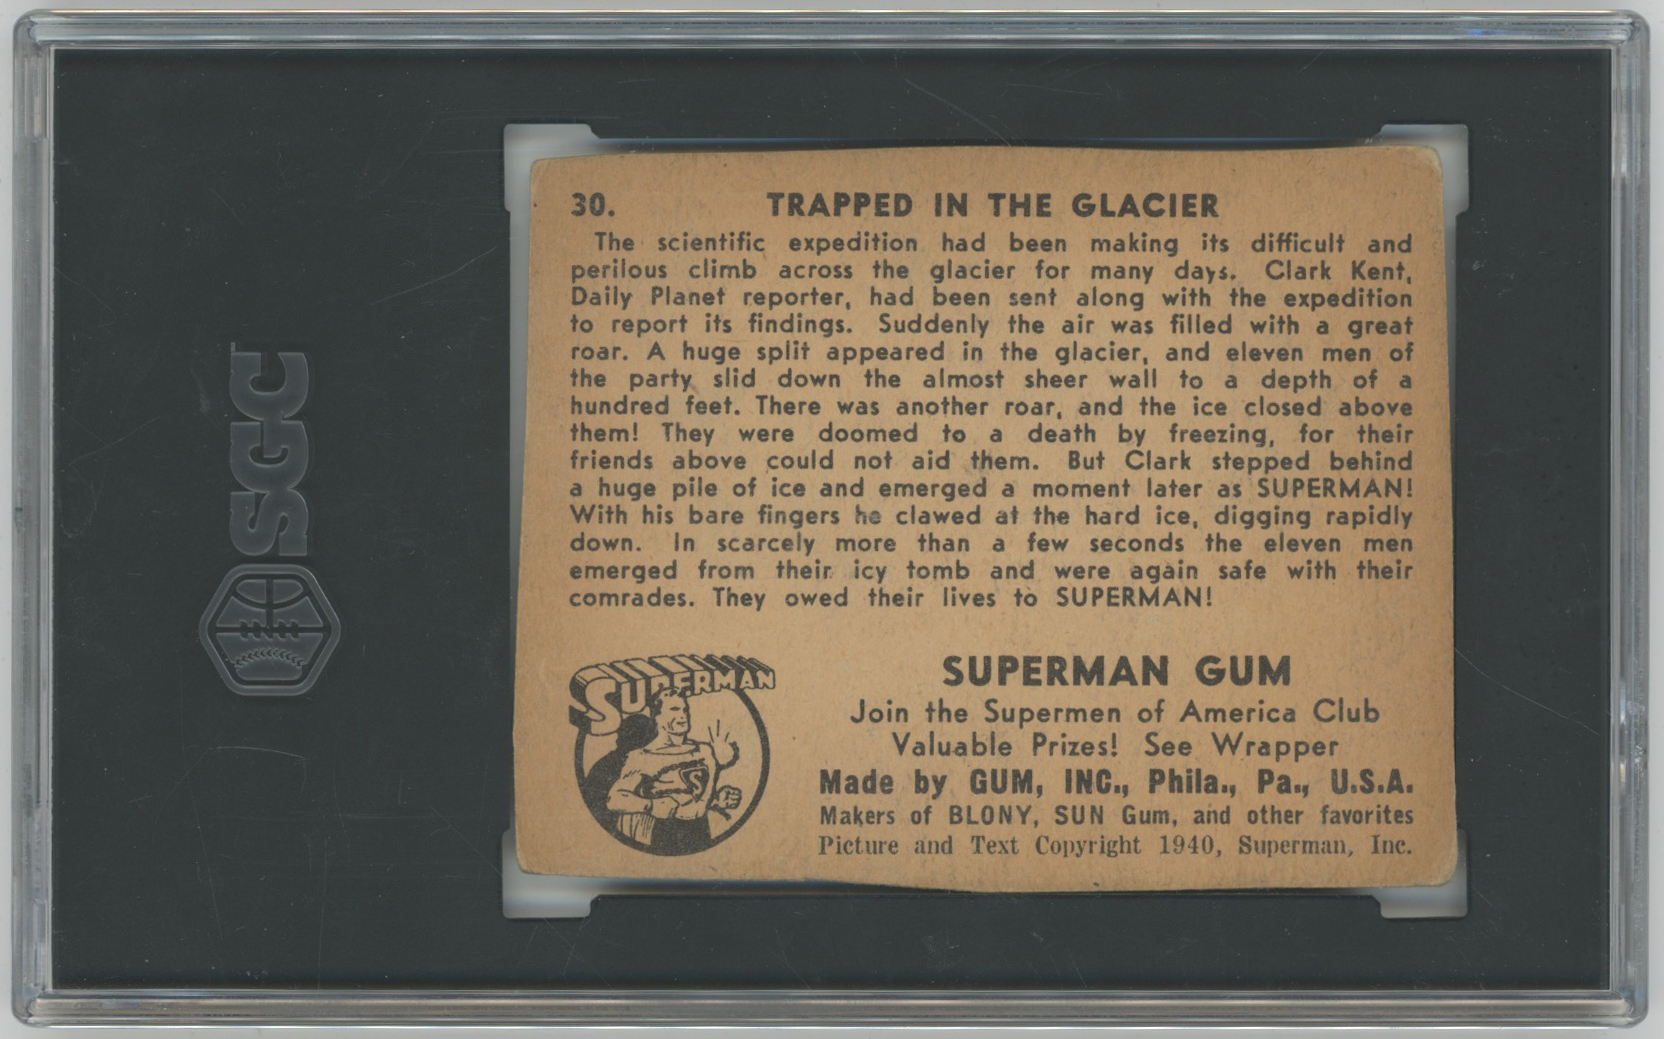 SGC
30. TRAPPED IN THE GLACIER
The scientific expedition had been making its difficult and
perilous climb across the glacier for many days. Clark Kent,
Daily Planet reporter, had been sent along with the expedition
to report its findings. Suddenly the air was filled with a great
roar. A huge split appeared in the glacier, and eleven men of
the party slid down the almost sheer wall to a depth of a
hundred feet. There was another roar, and the ice closed above
them! They were doomed to a death by freezing, for their
friends above could not aid them. But Clark stepped behind
a huge pile of ice and emerged a moment later as SUPERMAN!
With his bare fingers he clawed at the hard ice, digging rapidly
down. In scarcely more than a few seconds the eleven men
emerged from their icy tomb and were again safe with their
comrades. They owed their lives to SUPERMAN!
SUPERMAN
S
SUPERMAN GUM
Join the Supermen of America Club
Valuable Prizes! See Wrapper
Made by GUM, INC., Phila., Pa., U.S.A.
Makers of BLONY, SUN Gum, and other favorites
Picture and Text Copyright 1940, Superman, Inc.